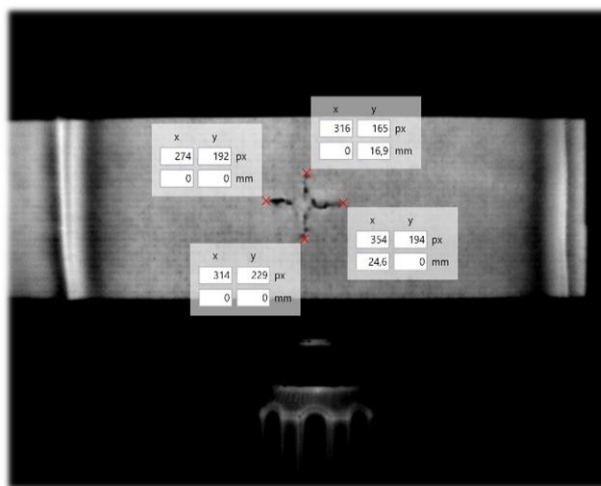 x y
316 165 px
0 16,9 mm
x y
274 192 px
0 0 mm
x y
354 194 px
24,6 0 mm
x y
314 229 px
0 0 mm